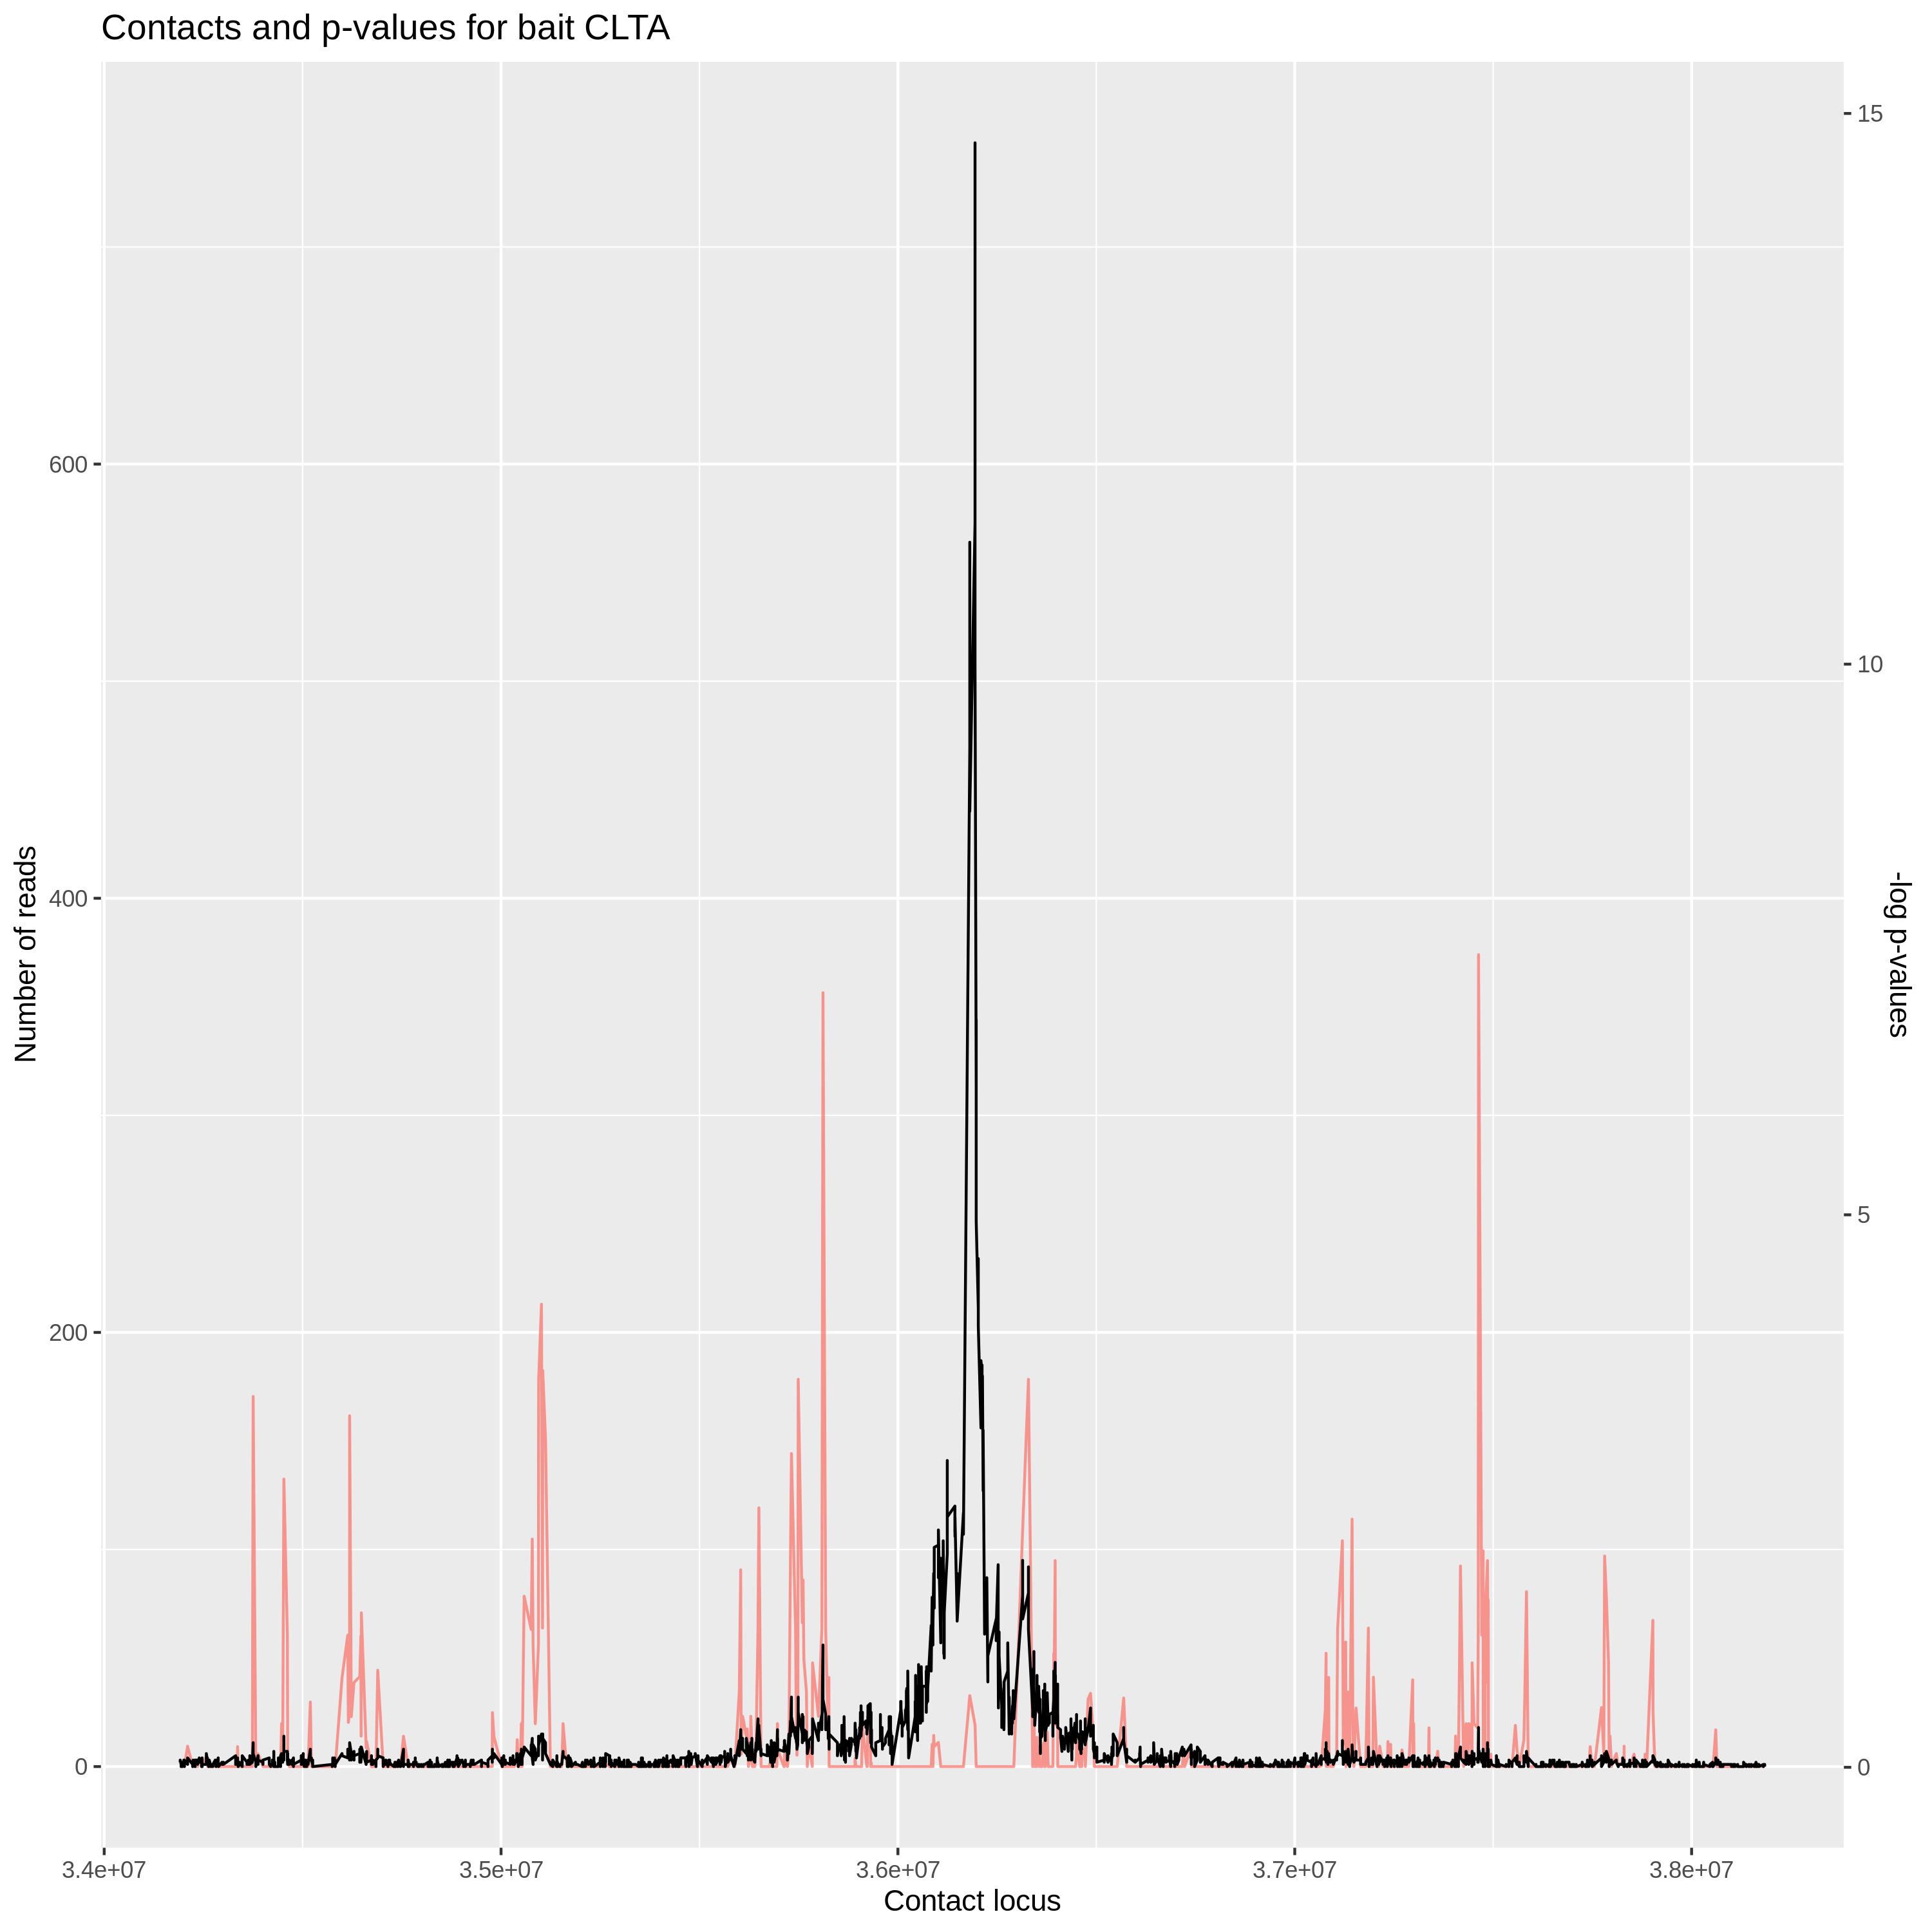 Contacts and p-values for bait CLTA
Number of reads
600
400
200
0
15
10
5
0
-log p-values
3.4e+07
3.5e+07
3.6e+07
3.7e+07
3.8e+07
Contact locus